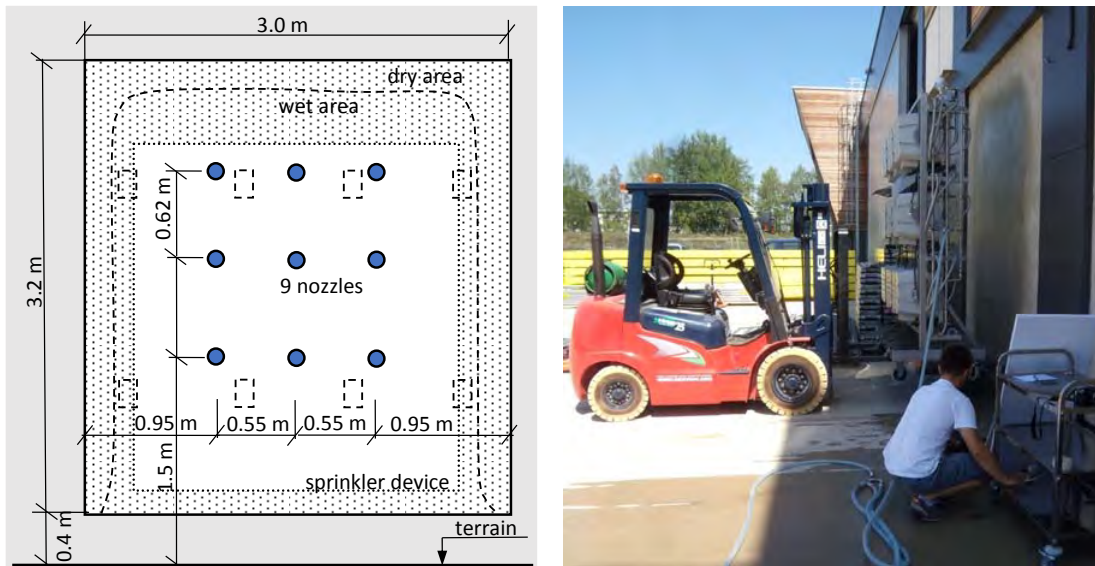 3.0 m
dry area
wet area
0.62 m
9 nozzles
3.2 m
0.95 m
0.55 m
0.55 m
0.95 m
1.5 m
sprinkler device
0.4 m
terrain
HELI
25